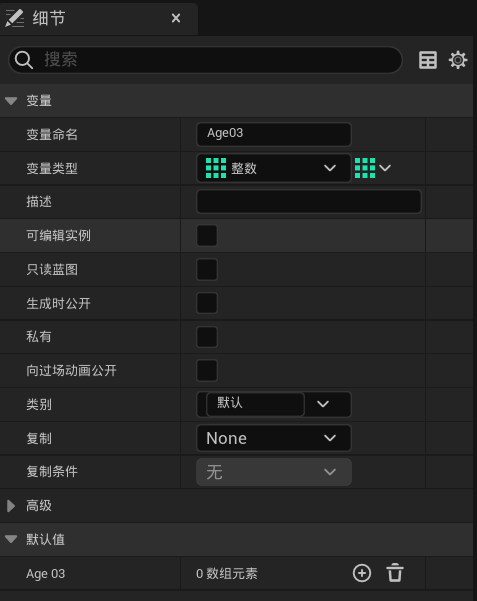 细节
搜索
变量
变量命名 Age03
变量类型 整数
描述
可编辑实例
只读蓝图
生成时公开
私有
向过场动画公开
类别 默认
复制 None
复制条件 无
高级
默认值
Age 03 0 数组元素